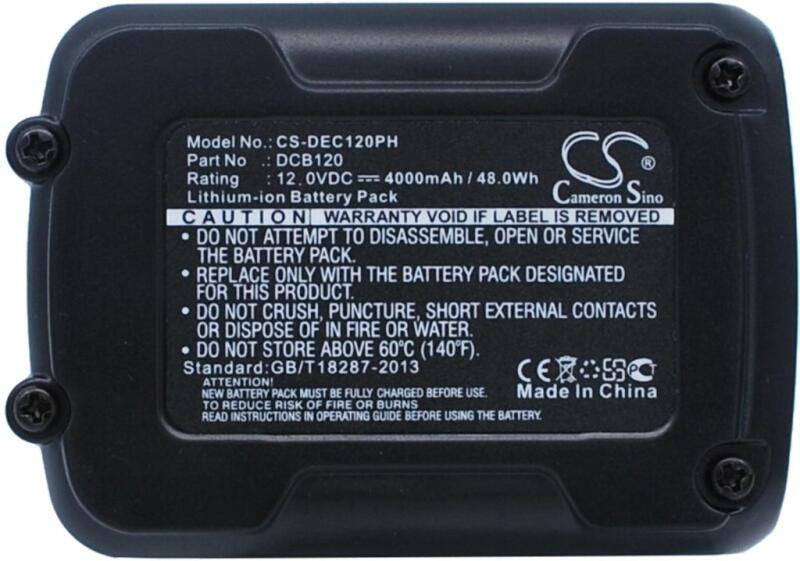 Model No.: CS-DEC120PH
Part No : DCB120
Rating : 12.0VDC 4000mAh / 48.0Wh
Lithium-ion Battery Pack
CS®
Cameron Sino
CAUTION WARRANTY VOID IF LABEL IS REMOVED
• DO NOT ATTEMPT TO DISASSEMBLE, OPEN OR SERVICE
THE BATTERY PACK.
• REPLACE ONLY WITH THE BATTERY PACK DESIGNATED
FOR THIS PRODUCT.
• DO NOT CRUSH, PUNCTURE, SHORT EXTERNAL CONTACTS
OR DISPOSE OF IN FIRE OR WATER.
• DO NOT STORE ABOVE 60℃ (140℉).
Standard:GB/T18287-2013
ATTENTION!
NEW BATTERY PACK MUST BE FULLY CHARGED BEFORE USE
TO REDUCE RISK OF FIRE OR BURNS
READ INSTRUCTIONS IN OPERATING MANUAL BEFORE USING THE BATTERY.
CE
Made In China